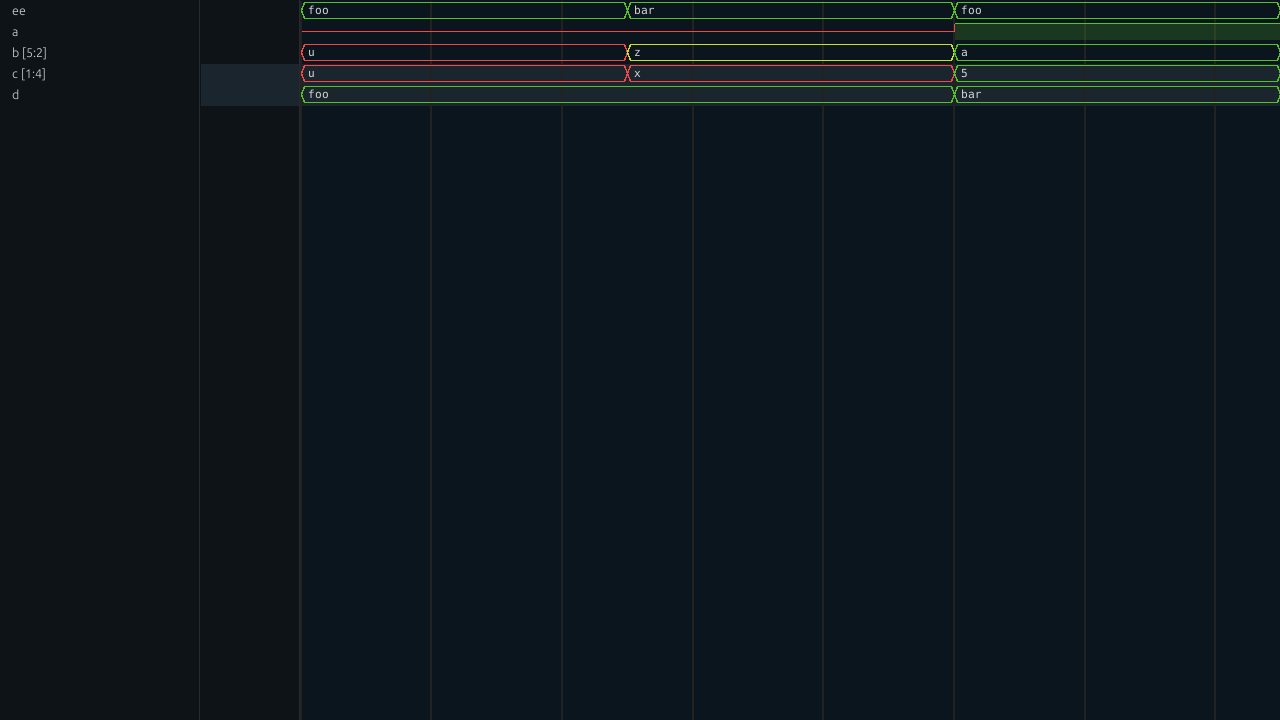 ee foo bar foo
a
b [5:2] u z a
c [1:4] u x 5
d foo bar